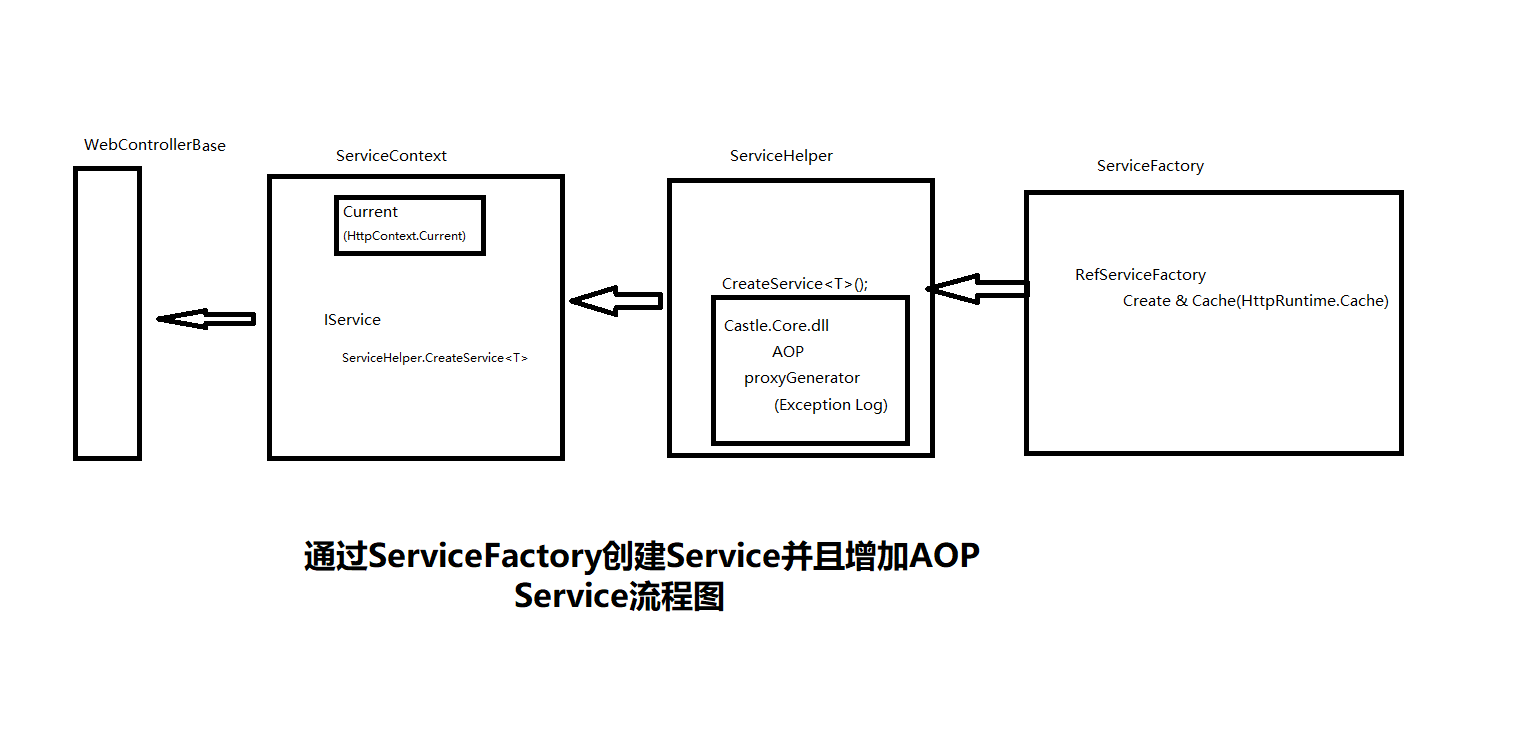 WebControllerBase
ServiceContext
Current
(HttpContext.Current)
IService
ServiceHelper.CreateService<T>
ServiceHelper
CreateService<T>();
Castle.Core.dll
AOP
proxyGenerator
(Exception Log)
ServiceFactory
RefServiceFactory
Create & Cache(HttpRuntime.Cache)
通过ServiceFactory创建Service并且增加AOP
Service流程图